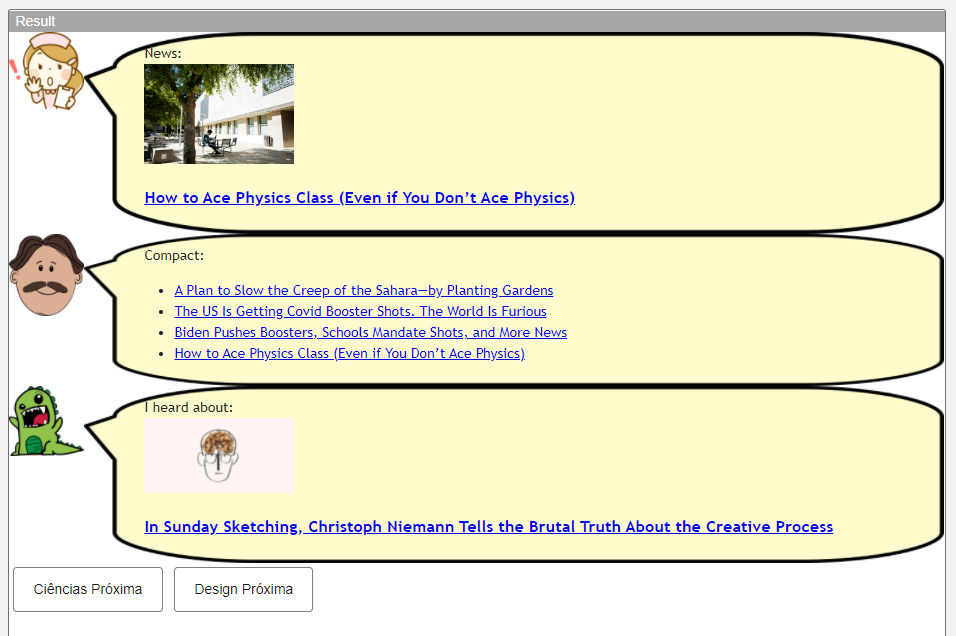 Result
News:
How to Ace Physics Class (Even if You Don’t Ace Physics)
Compact:
A Plan to Slow the Creep of the Sahara—by Planting Gardens
The US Is Getting Covid Booster Shots. The World Is Furious
Biden Pushes Boosters, Schools Mandate Shots, and More News
How to Ace Physics Class (Even if You Don’t Ace Physics)
I heard about:
In Sunday Sketching, Christoph Niemann Tells the Brutal Truth About the Creative Process
Ciências Próxima
Design Próxima